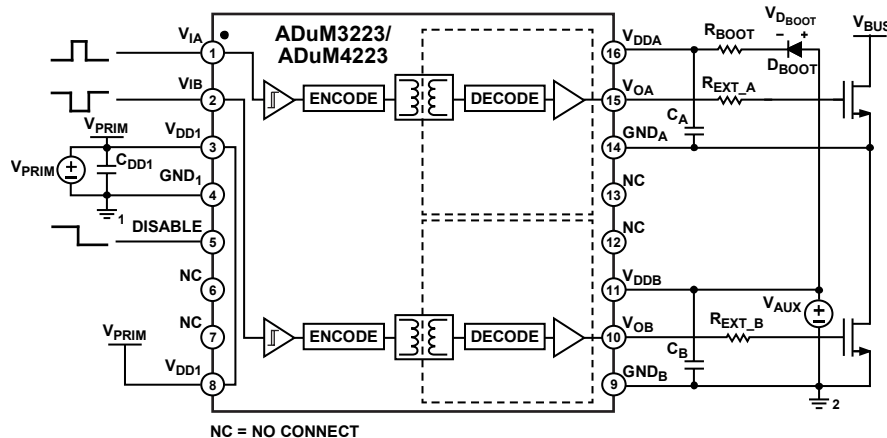 ADuM3223/
ADuM4223
VIA
1
VIB
2
VPRIM
VDD1
3
VPRIM
+
−
CDD1
GND1
4
1
DISABLE
5
NC
6
NC
7
VPRIM
VDD1
8
ENCODE
DECODE
ENCODE
DECODE
16
VDDA
RBOOT
VDBOOT
− +
DBOOT
VBUS
15
VOA
REXT_A
CA
14
GNDA
NC
13
NC
12
11
VDDB
VAUX
+
−
10
VOB
REXT_B
CB
9
GNDB
2
NC = NO CONNECT